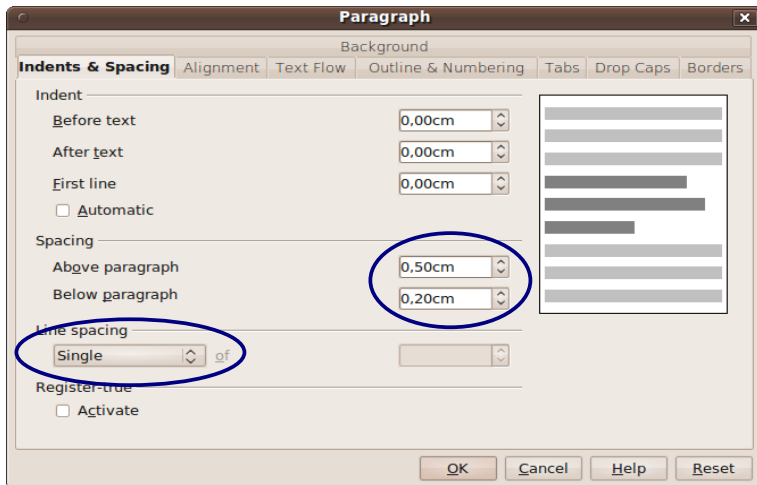 Paragraph
Background
Indents & Spacing Alignment Text Flow Outline & Numbering Tabs Drop Caps Borders
Indent
Before text 0,00cm
After text 0,00cm
First line 0,00cm
Automatic
Spacing
Above paragraph 0,50cm
Below paragraph 0,20cm
Line spacing
Single of
Register-true
Activate
OK Cancel Help Reset